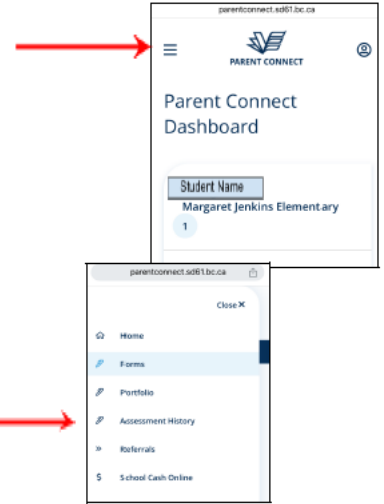 parentconnect.sd61.bc.ca
PARENT CONNECT
Parent Connect
Dashboard
Student Name
Margaret Jenkins Elementary
1
parentconnect.sd61.bc.ca
Close X
Home
Forms
Portfolio
Assessment History
Referrals
$ School Cash Online